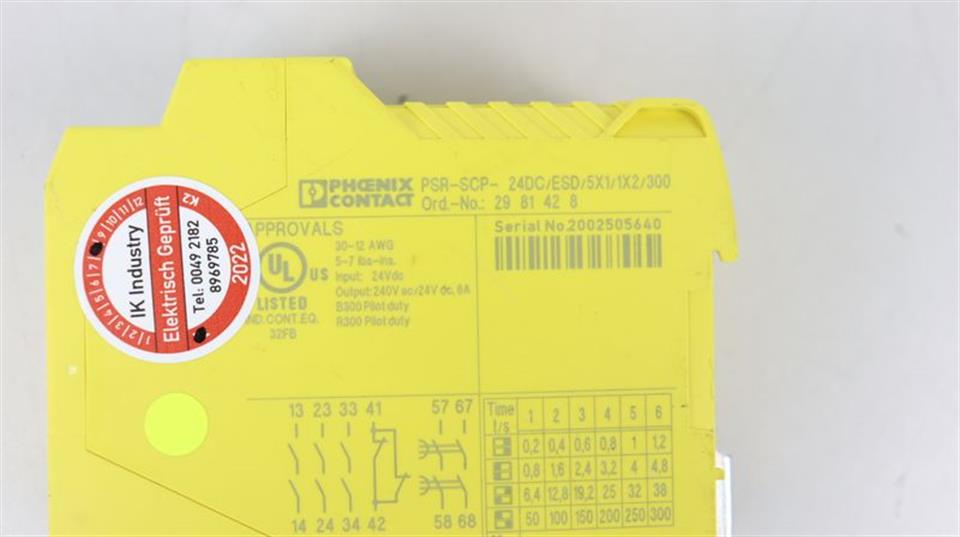 PHOENIX
CONTACT
PSR-SCP- 24DC/ESD/5X1/1X2/300
Ord.-No.: 29 81 42 8
APPROVALS
UL
LISTED
US
IND.CONT.EQ.
32FB
30-12 AWG
5-7 lbs-ins.
Input: 24Vdc
Output: 240V ac/24V dc, 6A
B300 Pilot duty
R300 Pilot duty
Serial No.2002505640
1/2/3/4/5/6/7/ 9/10/11/12
IK Industry
Elektrisch Geprüft
K2
Tel: 0049 2182
8969785
2022
13 23 33 41 57 67
14 24 34 42 58 68
Time t/s 1 2 3 4 5 6
0,2 0,4 0,6 0,8 1 1,2
0,8 1,6 2,4 3,2 4 4,8
6,4 12,8 19,2 25 32 38
50 100 150 200 250 300